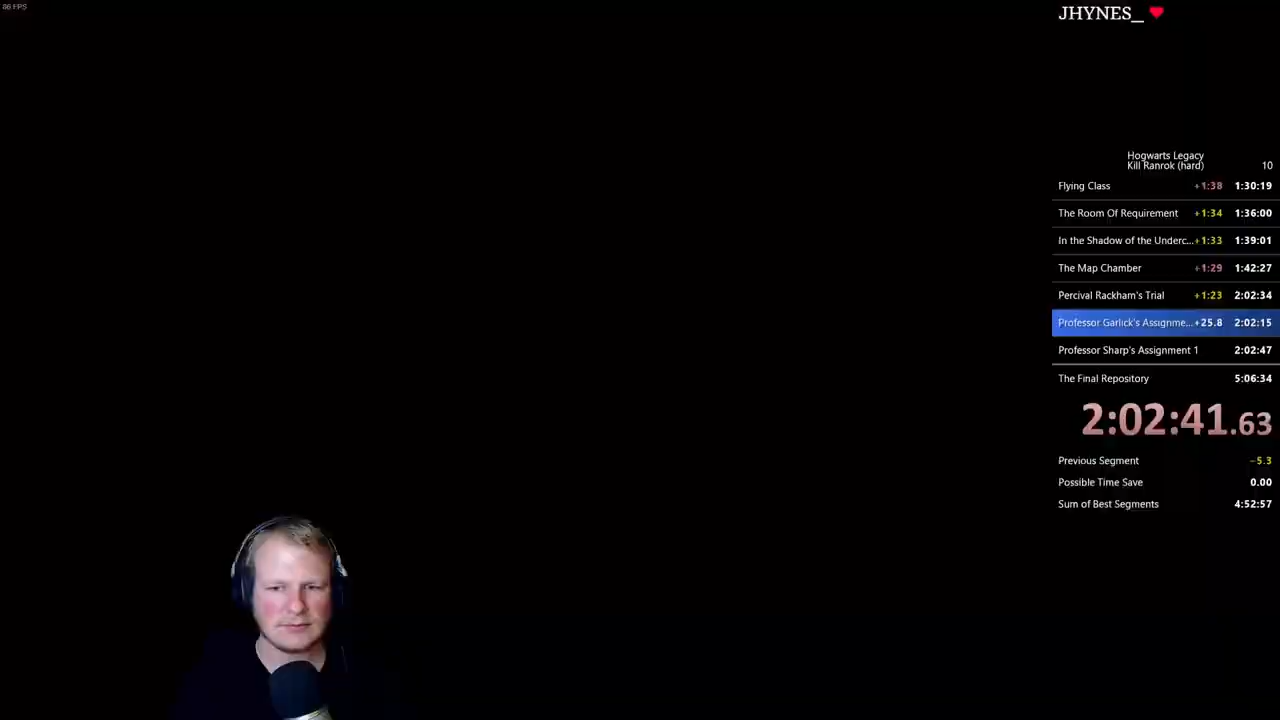 86 FPS
JHYNES_
Hogwarts Legacy
Kill Ranrok (hard) 10
Flying Class +1:38 1:30:19
The Room Of Requirement +1:34 1:36:00
In the Shadow of the Underc... +1:33 1:39:01
The Map Chamber +1:29 1:42:27
Percival Rackham's Trial +1:23 2:02:34
Professor Garlick's Assignme... +25.8 2:02:15
Professor Sharp's Assignment 1 2:02:47
The Final Repository 5:06:34
2:02:41.63
Previous Segment −5.3
Possible Time Save 0.00
Sum of Best Segments 4:52:57